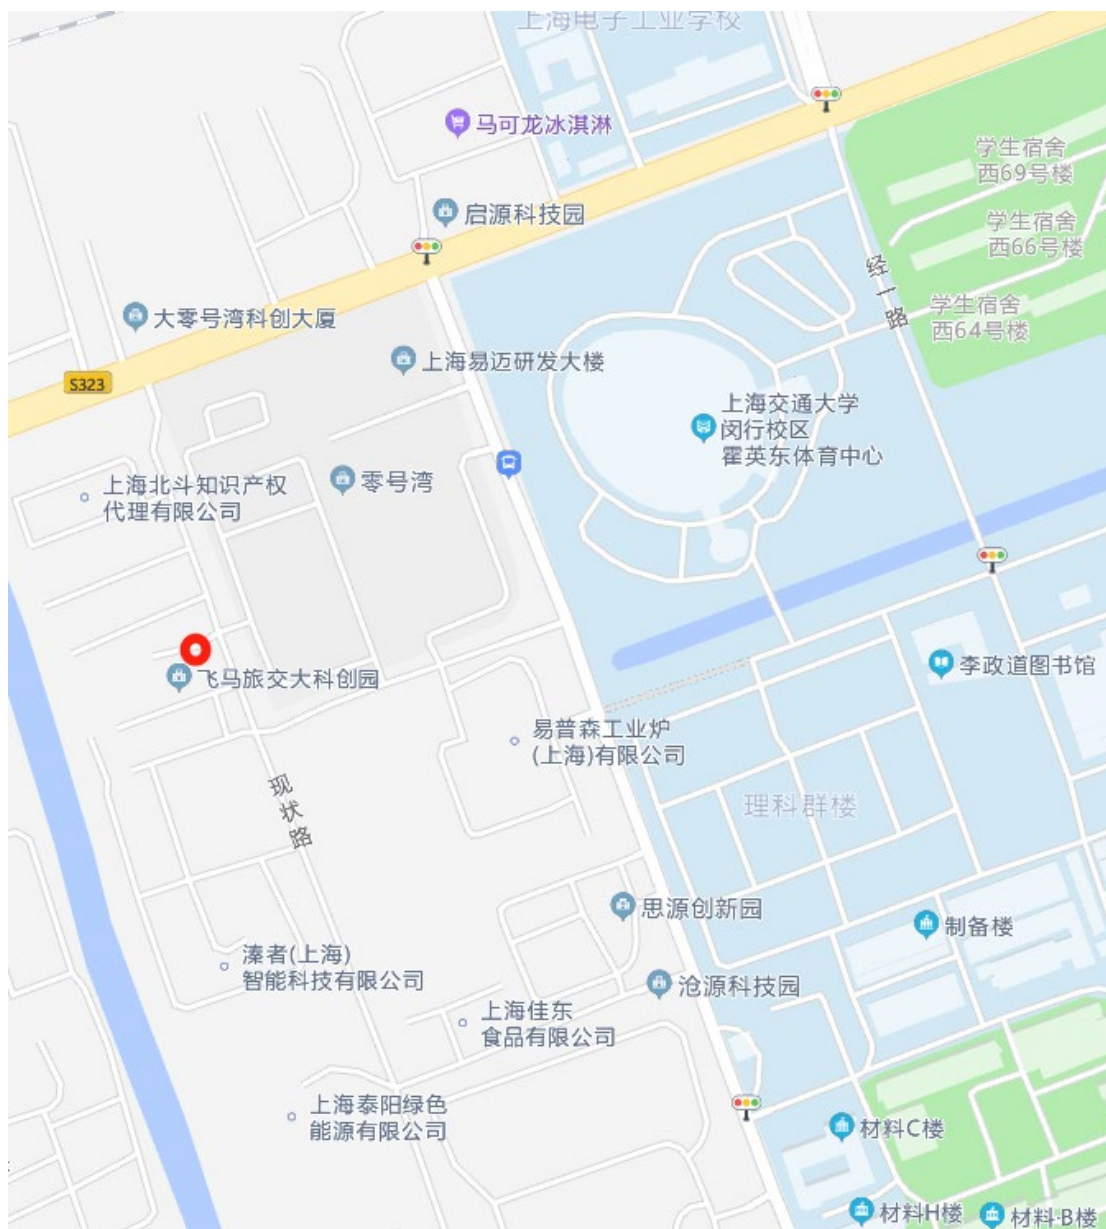 上海电子工业学校
马可龙冰淇淋
学生宿舍
西69号楼
启源科技园
学生宿舍
西66号楼
经一路
学生宿舍
西64号楼
大零号湾科创大厦
上海易迈研发大楼
S323
上海交通大学
闵行校区
霍英东体育中心
零号湾
上海北斗知识产权
代理有限公司
李政道图书馆
飞马旅交大科创园
易普森工业炉
(上海)有限公司
现状路
理科群楼
思源创新园
制备楼
溱者(上海)
智能科技有限公司
沧源科技园
上海佳东
食品有限公司
上海泰阳绿色
能源有限公司
材料C楼
材料H楼
材料B楼